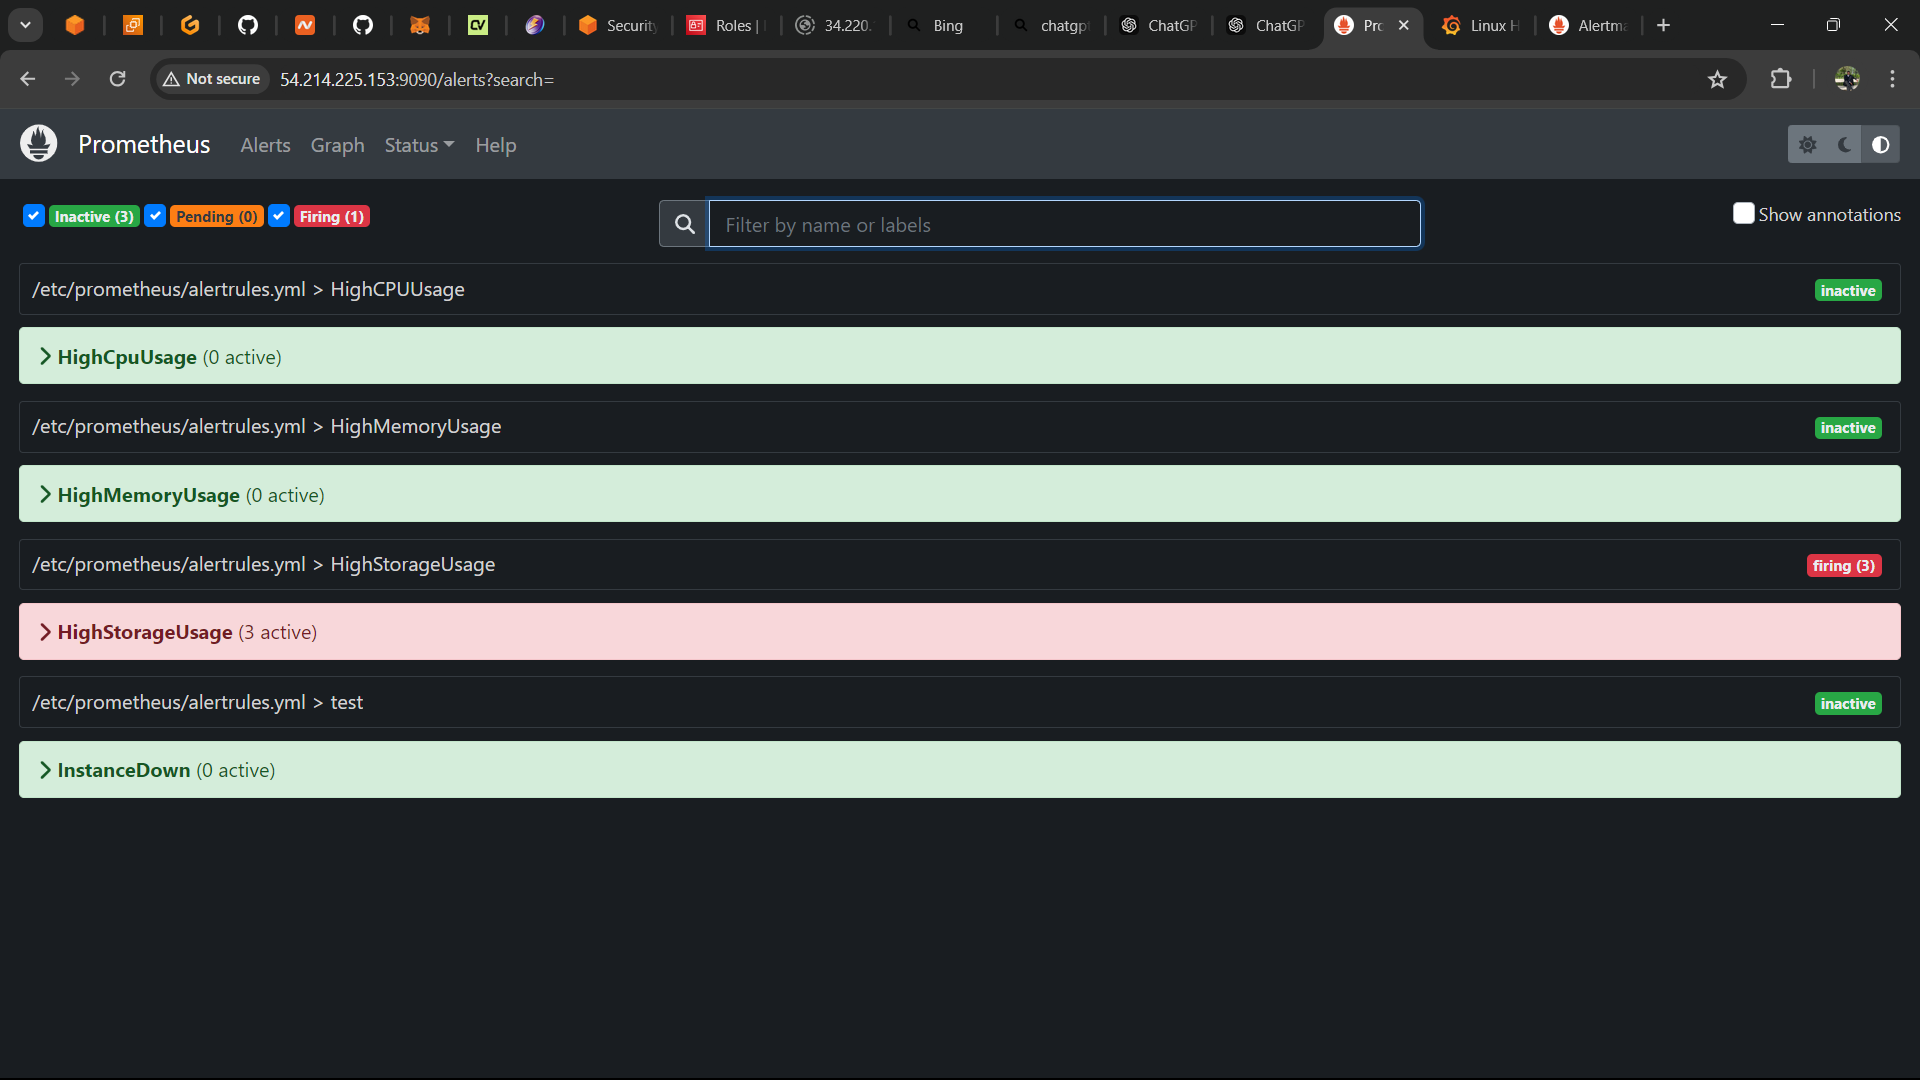 Security
Roles |
34.220.
Bing
chatgp
ChatGP
ChatGP
Pro
Linux H
Alertma
Not secure
54.214.225.153:9090/alerts?search=
Prometheus Alerts Graph Status Help
Inactive (3) Pending (0) Firing (1)
Filter by name or labels
Show annotations
/etc/prometheus/alertrules.yml > HighCPUUsage
inactive
HighCpuUsage (0 active)
/etc/prometheus/alertrules.yml > HighMemoryUsage
inactive
HighMemoryUsage (0 active)
/etc/prometheus/alertrules.yml > HighStorageUsage
firing (3)
HighStorageUsage (3 active)
/etc/prometheus/alertrules.yml > test
inactive
InstanceDown (0 active)